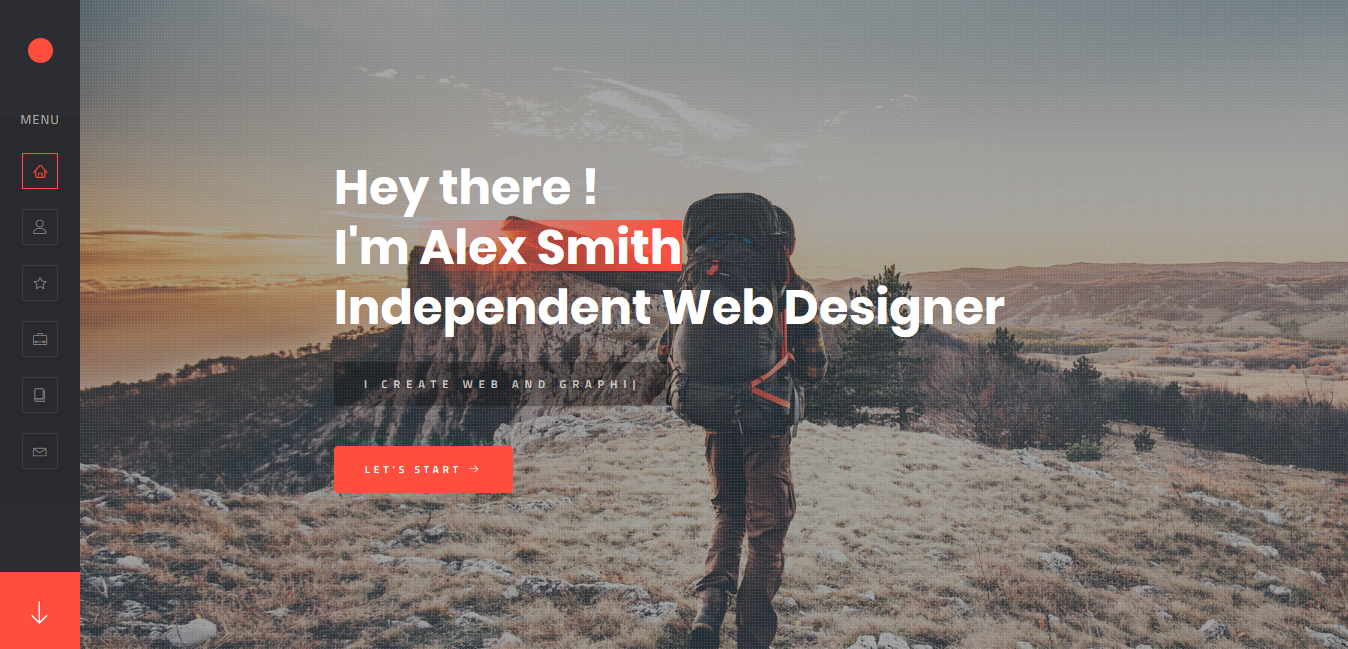 MENU
Hey there !
I'm Alex Smith
Independent Web Designer
I CREATE WEB AND GRAPHI|
LET'S START →